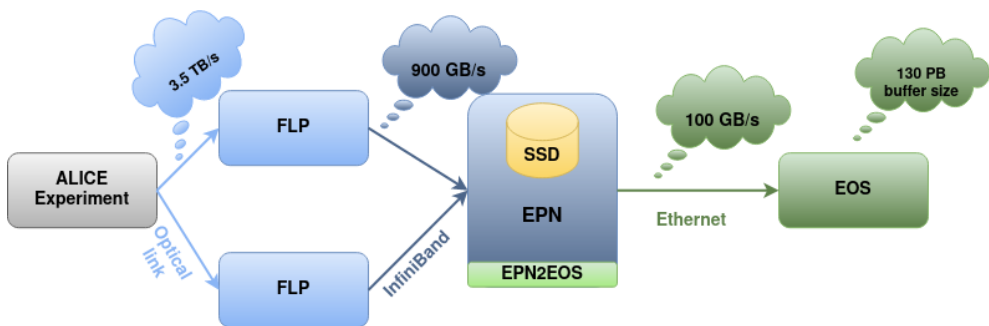 3.5 TB/s
900 GB/s
130 PB
buffer size
100 GB/s
FLP
SSD
ALICE
Experiment
EPN
EOS
Optical
link
InfiniBand
Ethernet
FLP
EPN2EOS